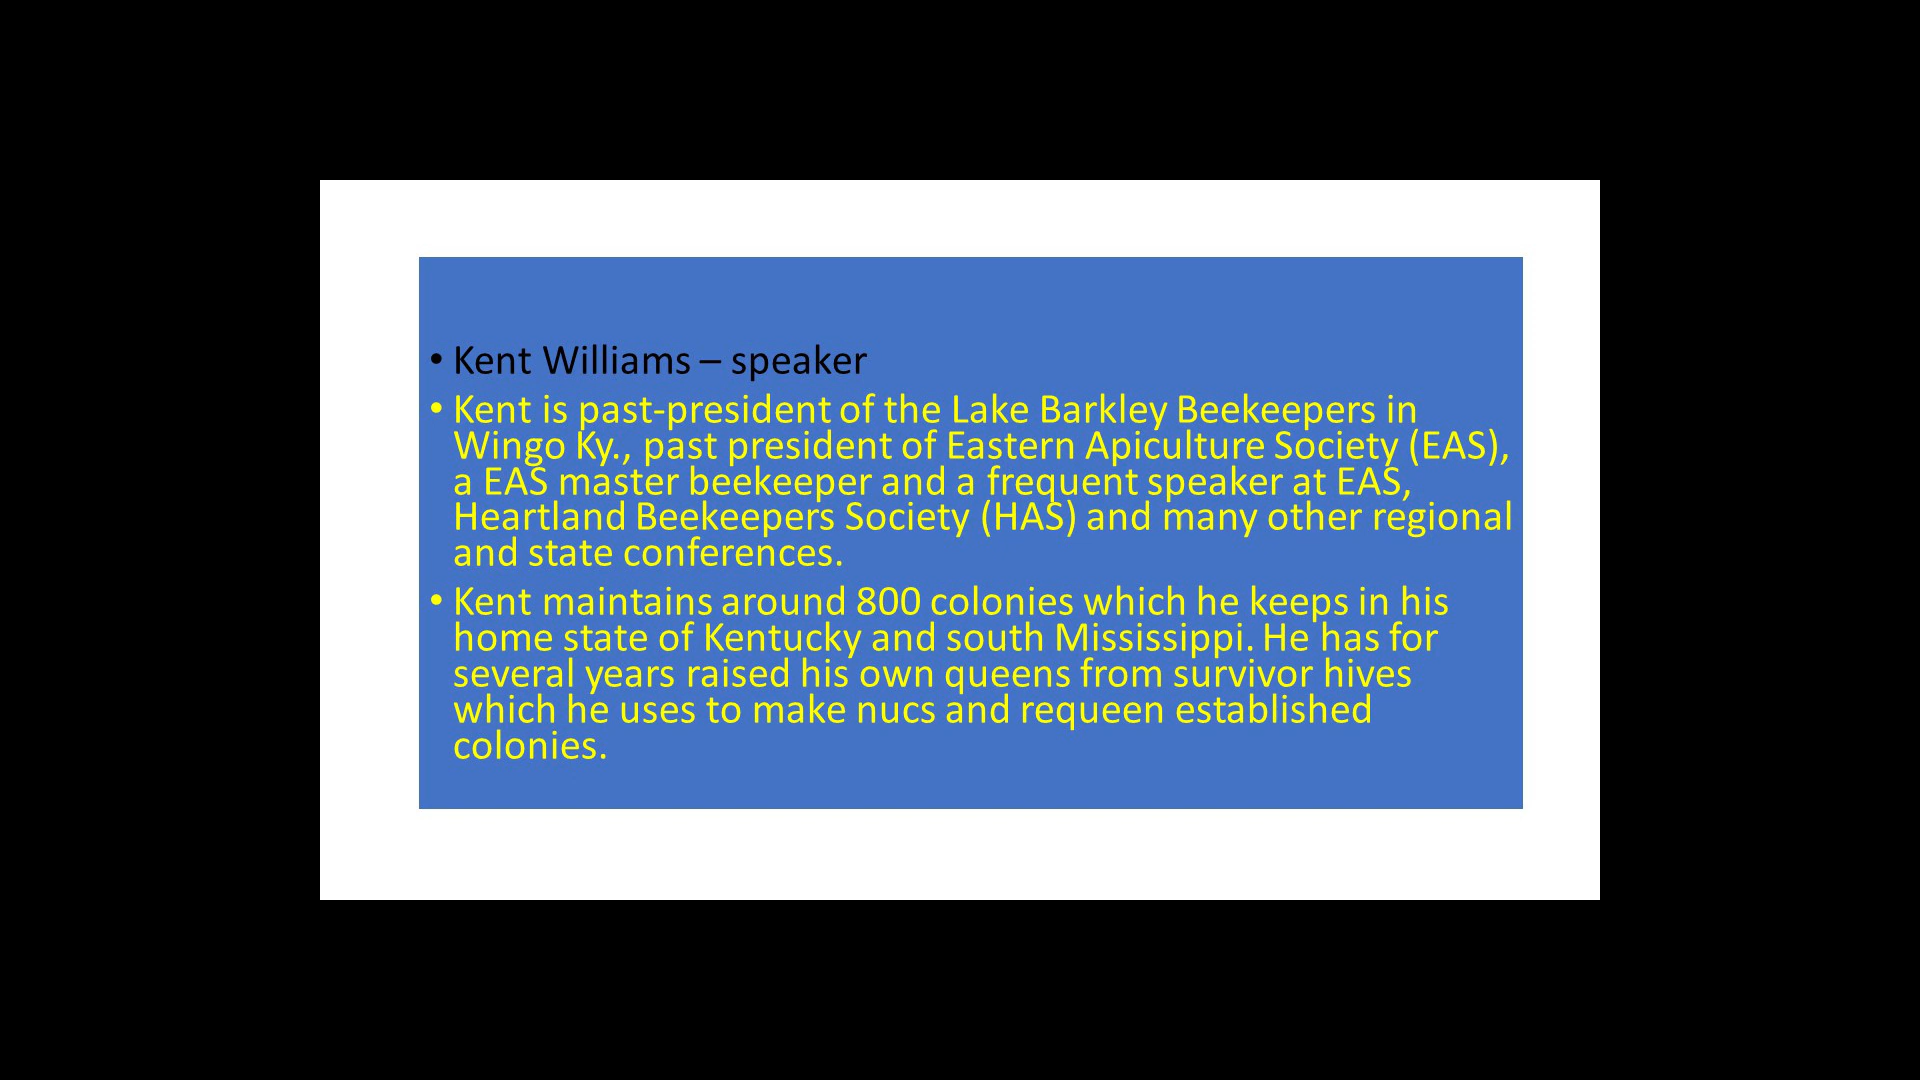 • Kent Williams – speaker
• Kent is past-president of the Lake Barkley Beekeepers in
Wingo Ky., past president of Eastern Apiculture Society (EAS),
a EAS master beekeeper and a frequent speaker at EAS,
Heartland Beekeepers Society (HAS) and many other regional
and state conferences.
• Kent maintains around 800 colonies which he keeps in his
home state of Kentucky and south Mississippi. He has for
several years raised his own queens from survivor hives
which he uses to make nucs and requeen established
colonies.